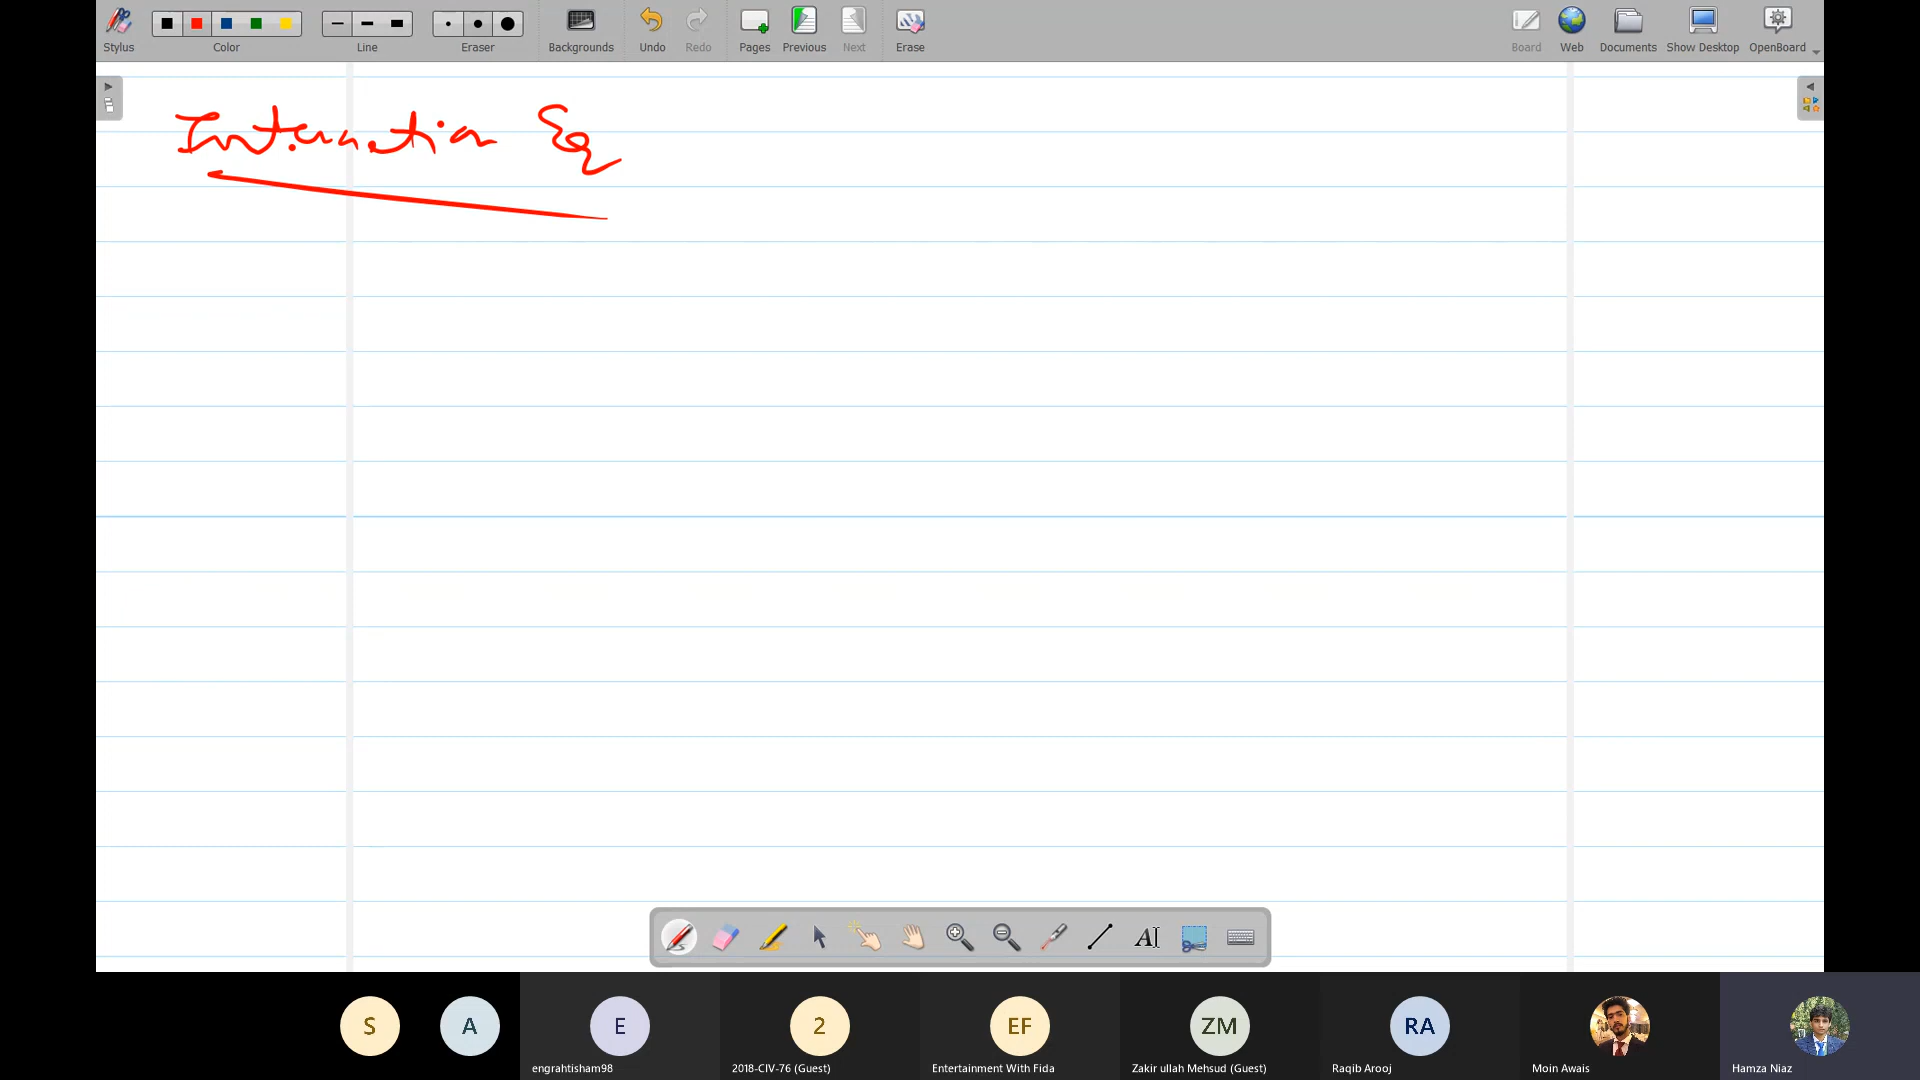 Stylus
Color
Line
Eraser
Backgrounds
Undo
Redo
Pages
Previous
Next
Erase
Board
Web
Documents
Show Desktop
OpenBoard
Interaction Eq
A
S
A
E
2
EF
ZM
RA
engrahtisham98
2018-CIV-76 (Guest)
Entertainment With Fida
Zakir ullah Mehsud (Guest)
Raqib Arooj
Moin Awais
Hamza Niaz